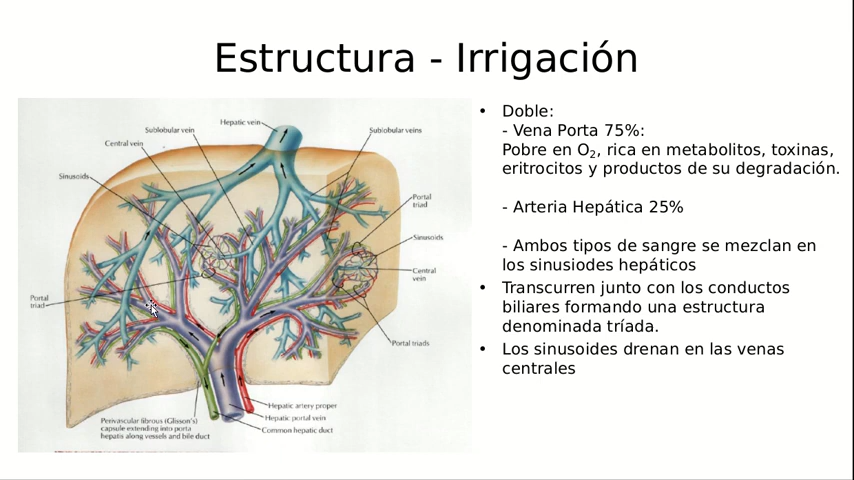 Estructura - Irrigación
Hepatic vein
Sublobular vein
Sublobular veins
Central vein
Sinusoids
Portal
triad
Sinusoids
Central
vein
Portal
triad
Portal triads
Hepatic artery proper
Hepatic portal vein
Common hepatic duct
Perivascular fibrous (Glisson's)
capsule extending into porta
hepatis along vessels and bile duct
• Doble:
- Vena Porta 75%:
Pobre en O₂, rica en metabolitos, toxinas,
eritrocitos y productos de su degradación.
- Arteria Hepática 25%
- Ambos tipos de sangre se mezclan en
los sinusiodes hepáticos
• Transcurren junto con los conductos
biliares formando una estructura
denominada tríada.
• Los sinusoides drenan en las venas
centrales